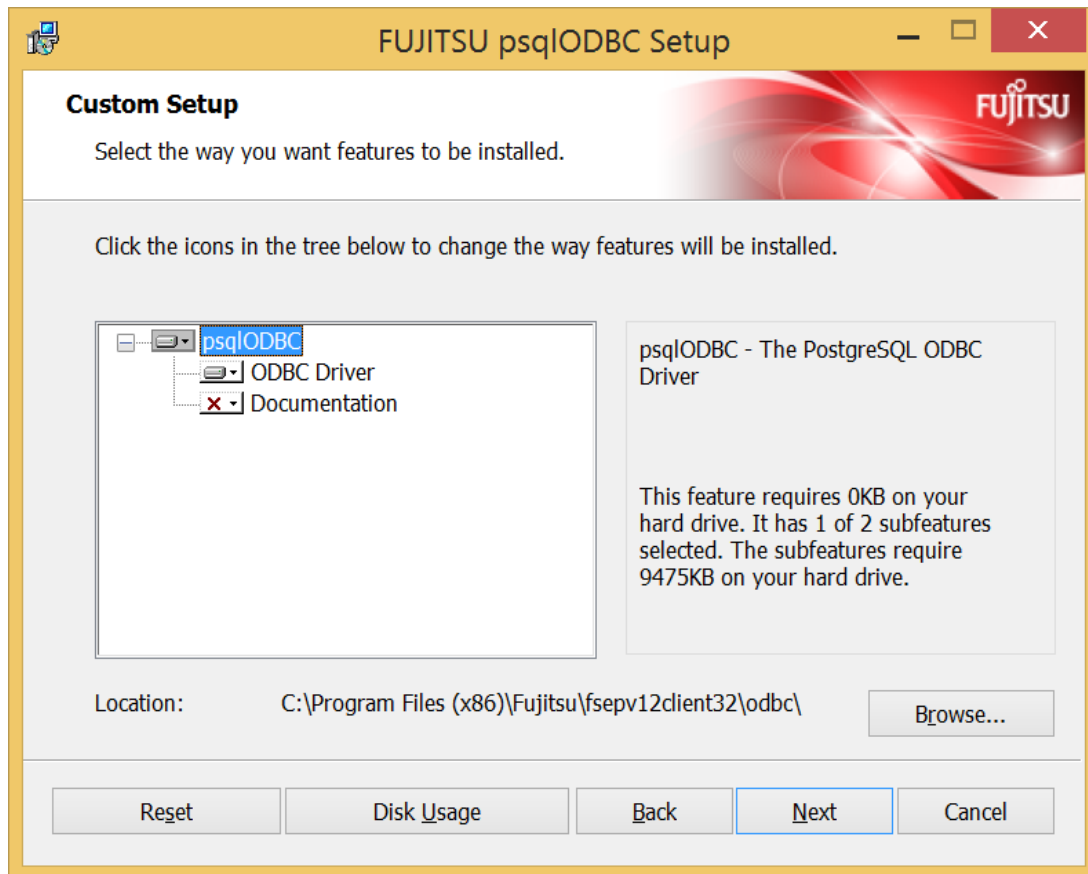 FUJITSU psqlODBC Setup
Custom Setup
FUJITSU
Select the way you want features to be installed.
Click the icons in the tree below to change the way features will be installed.
psqlODBC
ODBC Driver
Documentation
psqlODBC - The PostgreSQL ODBC
Driver
This feature requires 0KB on your
hard drive. It has 1 of 2 subfeatures
selected. The subfeatures require
9475KB on your hard drive.
Location: C:\Program Files (x86)\Fujitsu\fsepv12client32\odbc\
Browse...
Reset Disk Usage Back Next Cancel